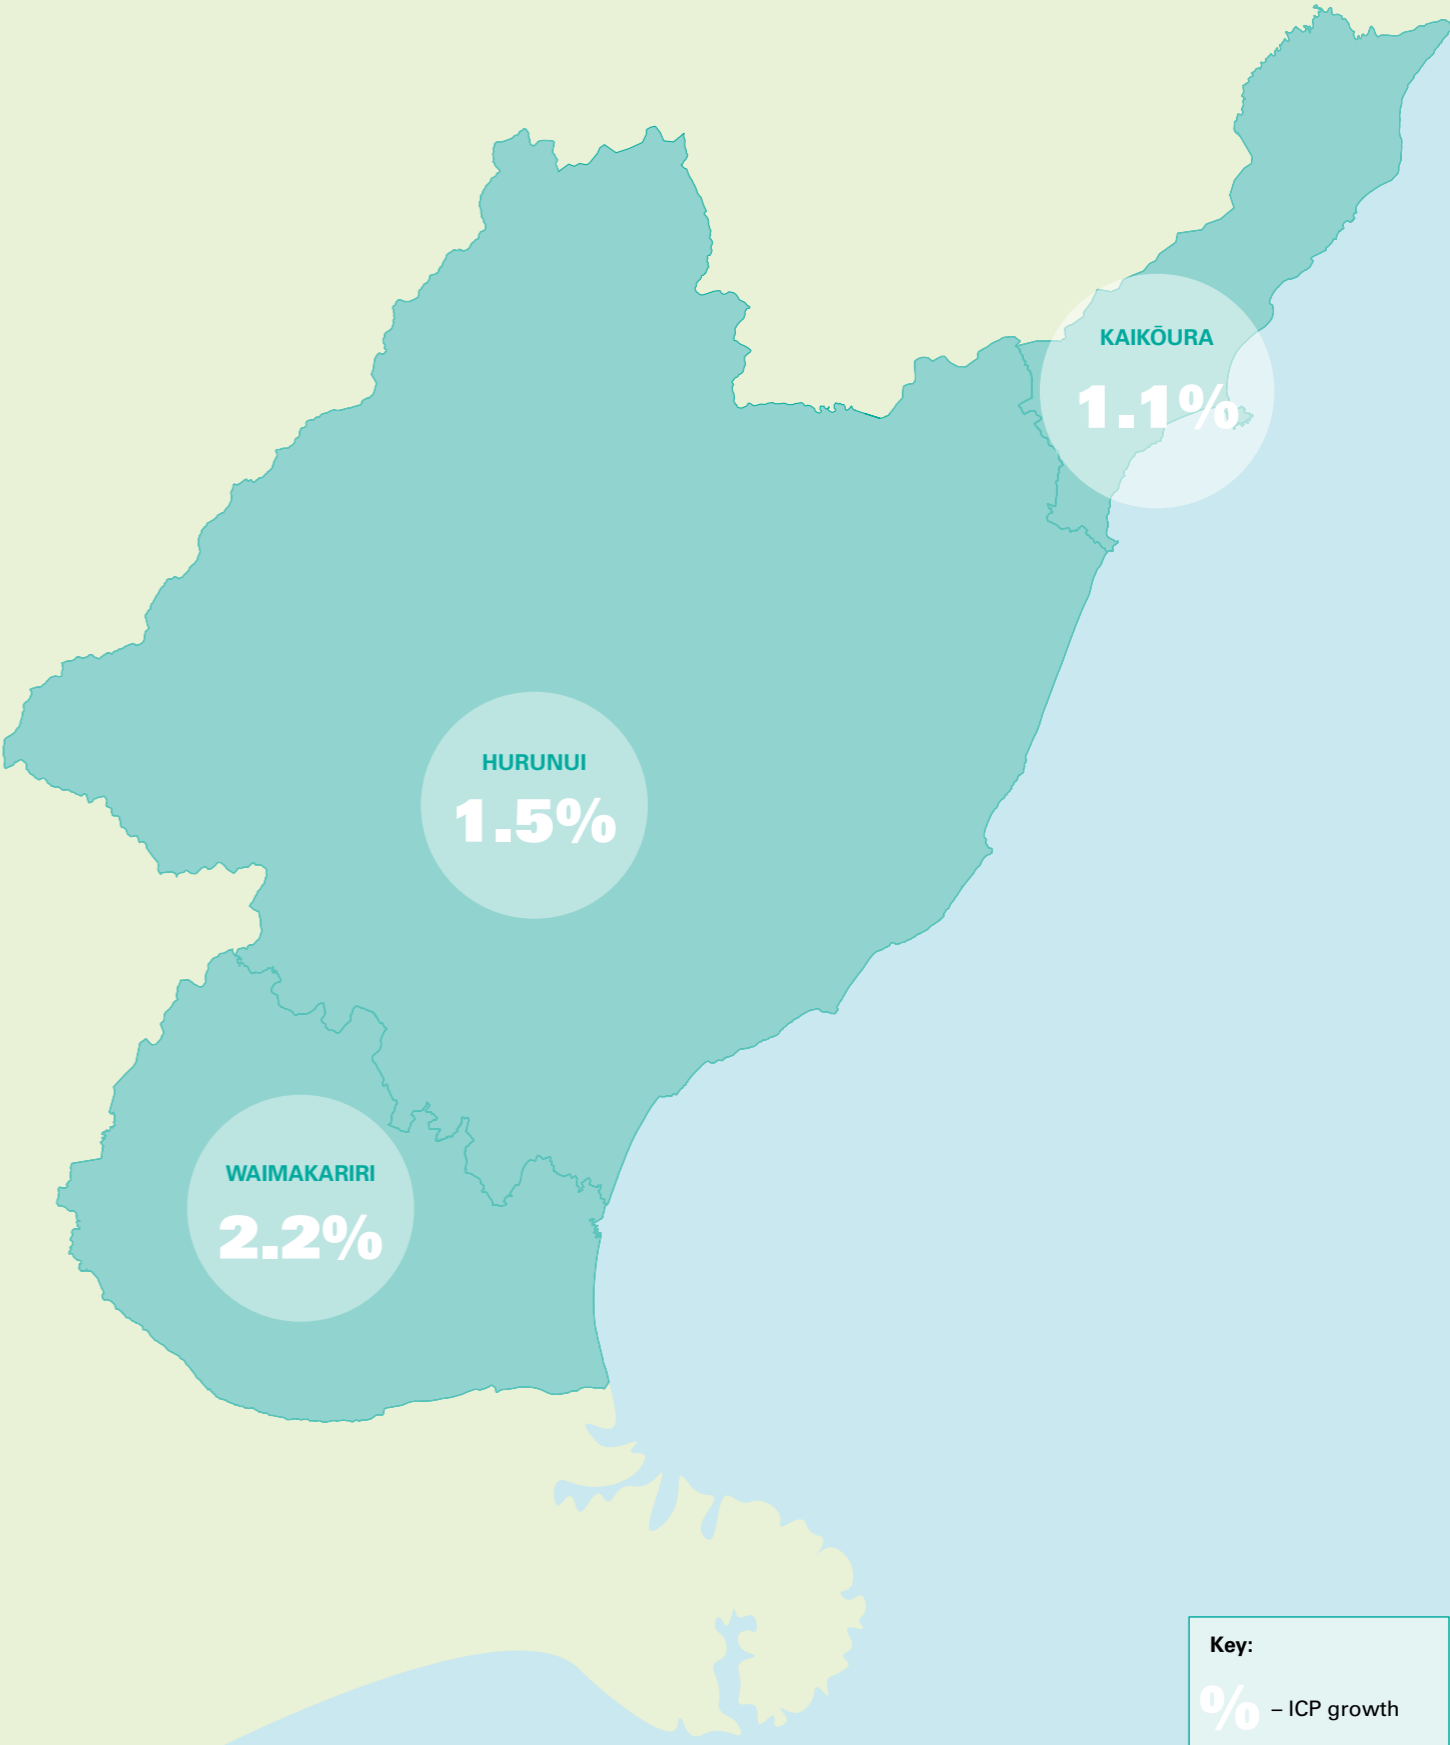 KAIKŌURA
1.1%
HURUNUI
1.5%
WAIMAKARIRI
2.2%
Key:
% – ICP growth